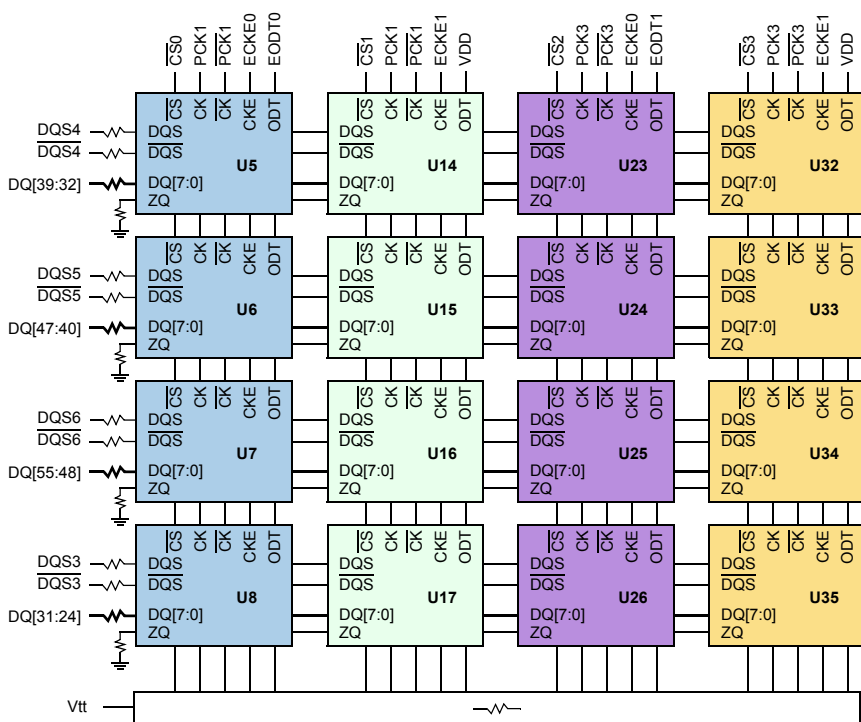 CS0 PCK1 PCK1 ECKE0 EODT0 CS1 PCK1 PCK1 ECKE1 VDD CS2 PCK3 PCK3 ECKE0 EODT1 CS3 PCK3 PCK3 ECKE1 VDD
CS CK CK CKE ODT CS CK CK CKE ODT CS CK CK CKE ODT CS CK CK CKE ODT
DQS4 DQS DQS DQS DQS
DQS4 DQS DQS DQS DQS
U5 U14 U23 U32
DQ[39:32] DQ[7:0] DQ[7:0] DQ[7:0] DQ[7:0]
ZQ ZQ ZQ ZQ
CS CK CK CKE ODT CS CK CK CKE ODT CS CK CK CKE ODT CS CK CK CKE ODT
DQS5 DQS DQS DQS DQS
DQS5 DQS DQS DQS DQS
U6 U15 U24 U33
DQ[47:40] DQ[7:0] DQ[7:0] DQ[7:0] DQ[7:0]
ZQ ZQ ZQ ZQ
CS CK CK CKE ODT CS CK CK CKE ODT CS CK CK CKE ODT CS CK CK CKE ODT
DQS6 DQS DQS DQS DQS
DQS6 DQS DQS DQS DQS
U7 U16 U25 U34
DQ[55:48] DQ[7:0] DQ[7:0] DQ[7:0] DQ[7:0]
ZQ ZQ ZQ ZQ
CS CK CK CKE ODT CS CK CK CKE ODT CS CK CK CKE ODT CS CK CK CKE ODT
DQS3 DQS DQS DQS DQS
DQS3 DQS DQS DQS DQS
U8 U17 U26 U35
DQ[31:24] DQ[7:0] DQ[7:0] DQ[7:0] DQ[7:0]
ZQ ZQ ZQ ZQ
Vtt